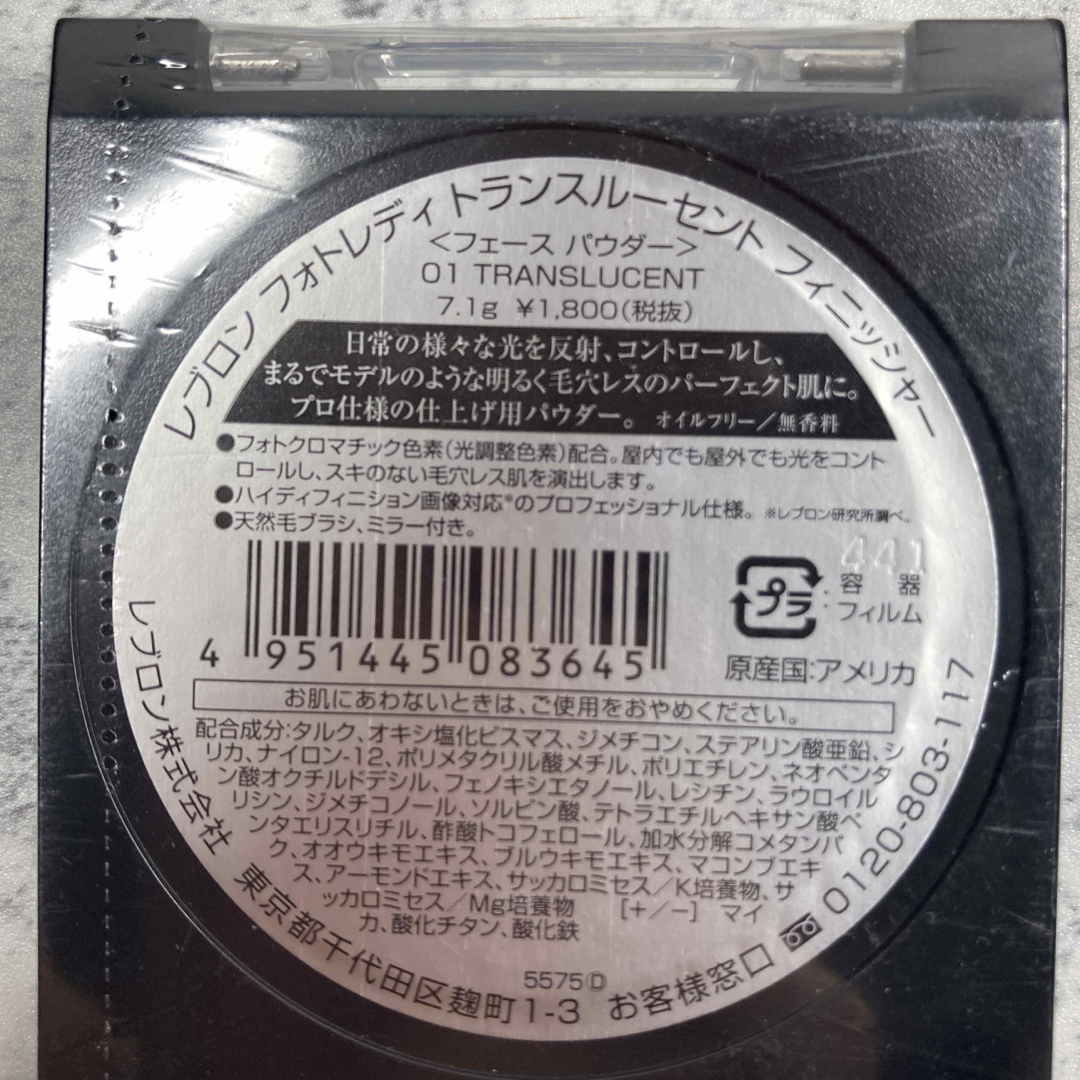 レブロン フォトレディ トランスルーセント フィニッシャー
＜フェース パウダー＞
01 TRANSLUCENT
7.1g ¥1,800(税抜)
日常の様々な光を反射、コントロールし、
まるでモデルのような明るく毛穴レスのパーフェクト肌に。
プロ仕様の仕上げ用パウダー。 オイルフリー／無香料
●フォトクロマチック色素(光調整色素)配合。屋内でも屋外でも光をコント
ロールし、スキのない毛穴レス肌を演出します。
●ハイディフィニション画像対応※のプロフェッショナル仕様。 ※レブロン研究所調べ。
●天然毛ブラシ、ミラー付き。
441
プラ
容器
フィルム
4 951445 083645
原産国:アメリカ
お肌にあわないときは、ご使用をおやめください。
配合成分:タルク、オキシ塩化ビスマス、ジメチコン、ステアリン酸亜鉛、シ
リカ、ナイロン-12、ポリメタクリル酸メチル、ポリエチレン、ネオペンタ
ン酸オクチルドデシル、フェノキシエタノール、レシチン、ラウロイル
リシン、ジメチコノール、ソルビン酸、テトラエチルヘキサン酸ペ
ンタエリスリチル、酢酸トコフェロール、加水分解コメタンパ
ク、オオウキモエキス、ブルウキモエキス、マコンブエキ
ス、アーモンドエキス、サッカロミセス／K培養物、サ
ッカロミセス／Mg培養物 [+/-] マイ
カ、酸化チタン、酸化鉄
5575Ⓓ
レブロン株式会社 東京都千代田区麹町1-3 お客様窓口 0120-803-117